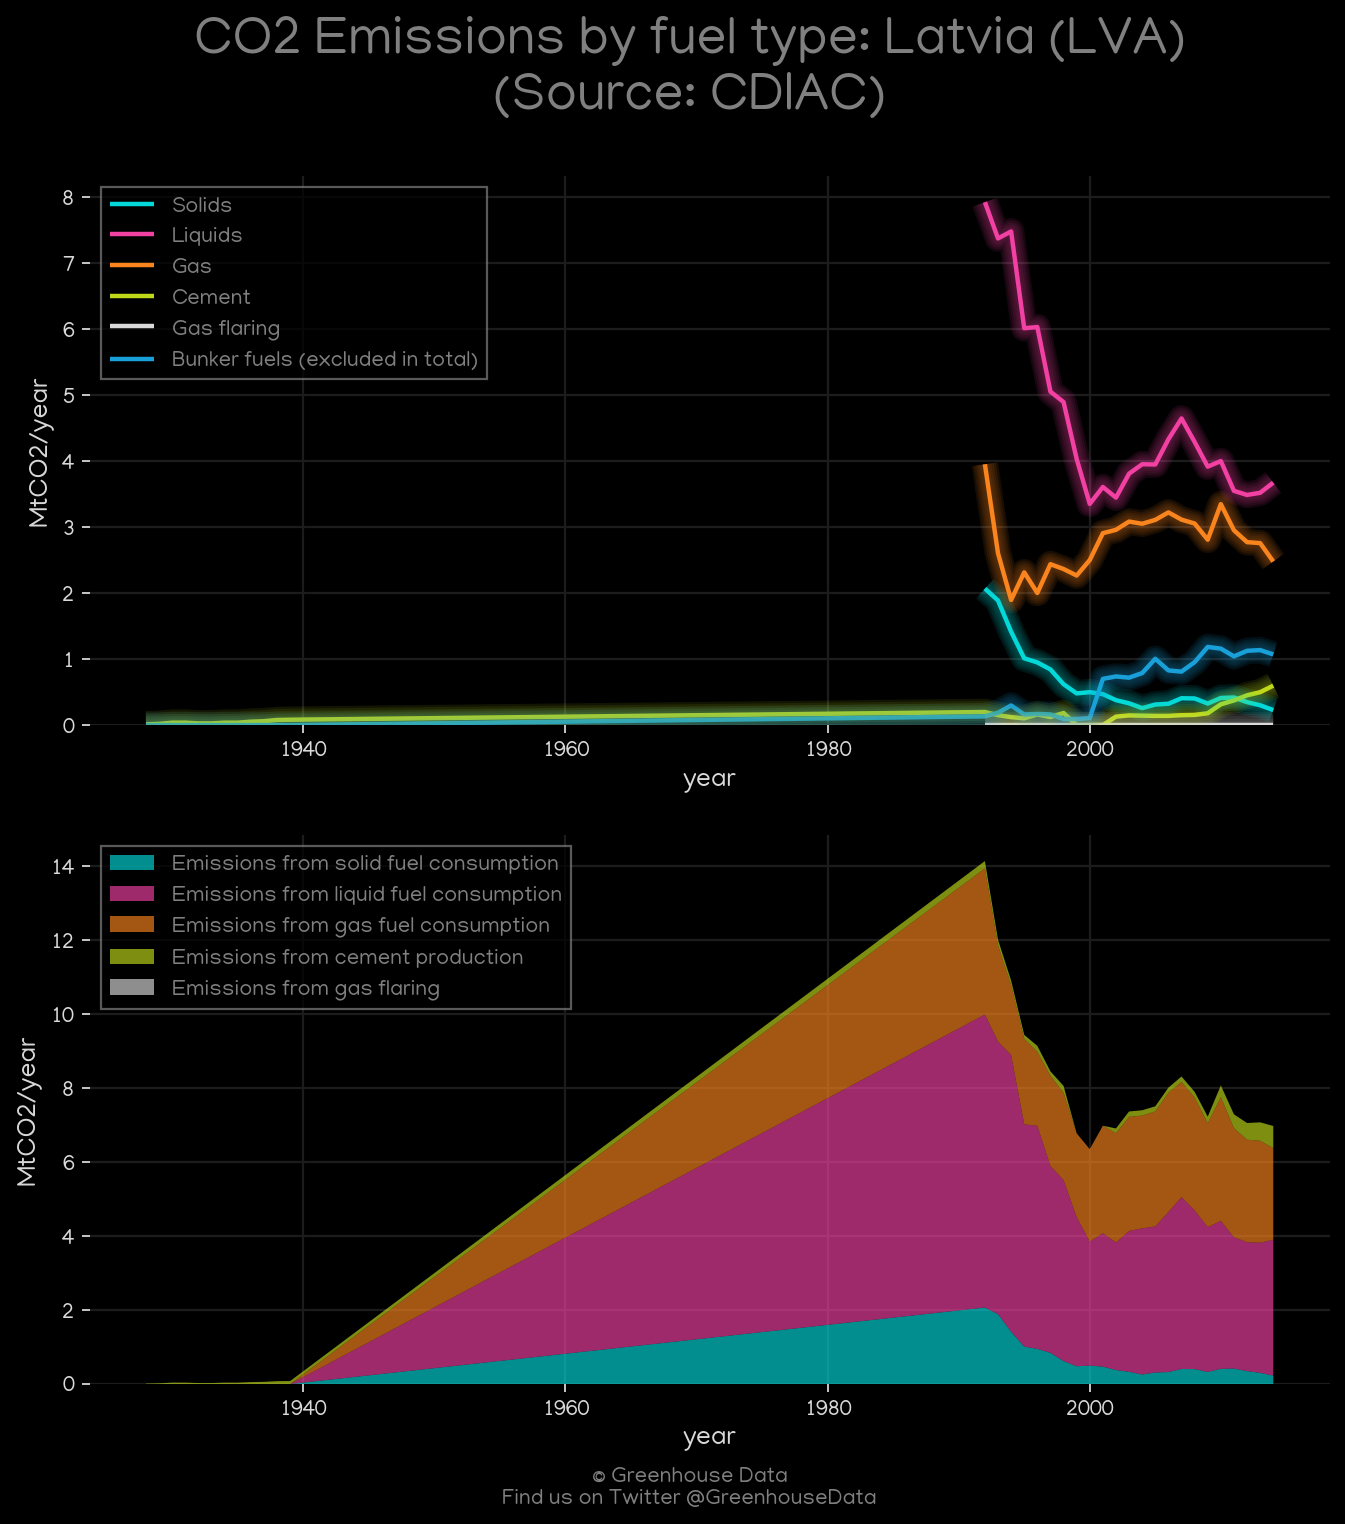 CO2 Emissions by fuel type: Latvia (LVA)
(Source: CDIAC)
Solids
Liquids
Gas
Cement
Gas flaring
Bunker fuels (excluded in total)
8
7
6
5
4
3
2
1
0
MtCO2/year
1940 1960 1980 2000
year
Emissions from solid fuel consumption
Emissions from liquid fuel consumption
Emissions from gas fuel consumption
Emissions from cement production
Emissions from gas flaring
14
12
10
8
6
4
2
0
MtCO2/year
1940 1960 1980 2000
year
© Greenhouse Data
Find us on Twitter @GreenhouseData